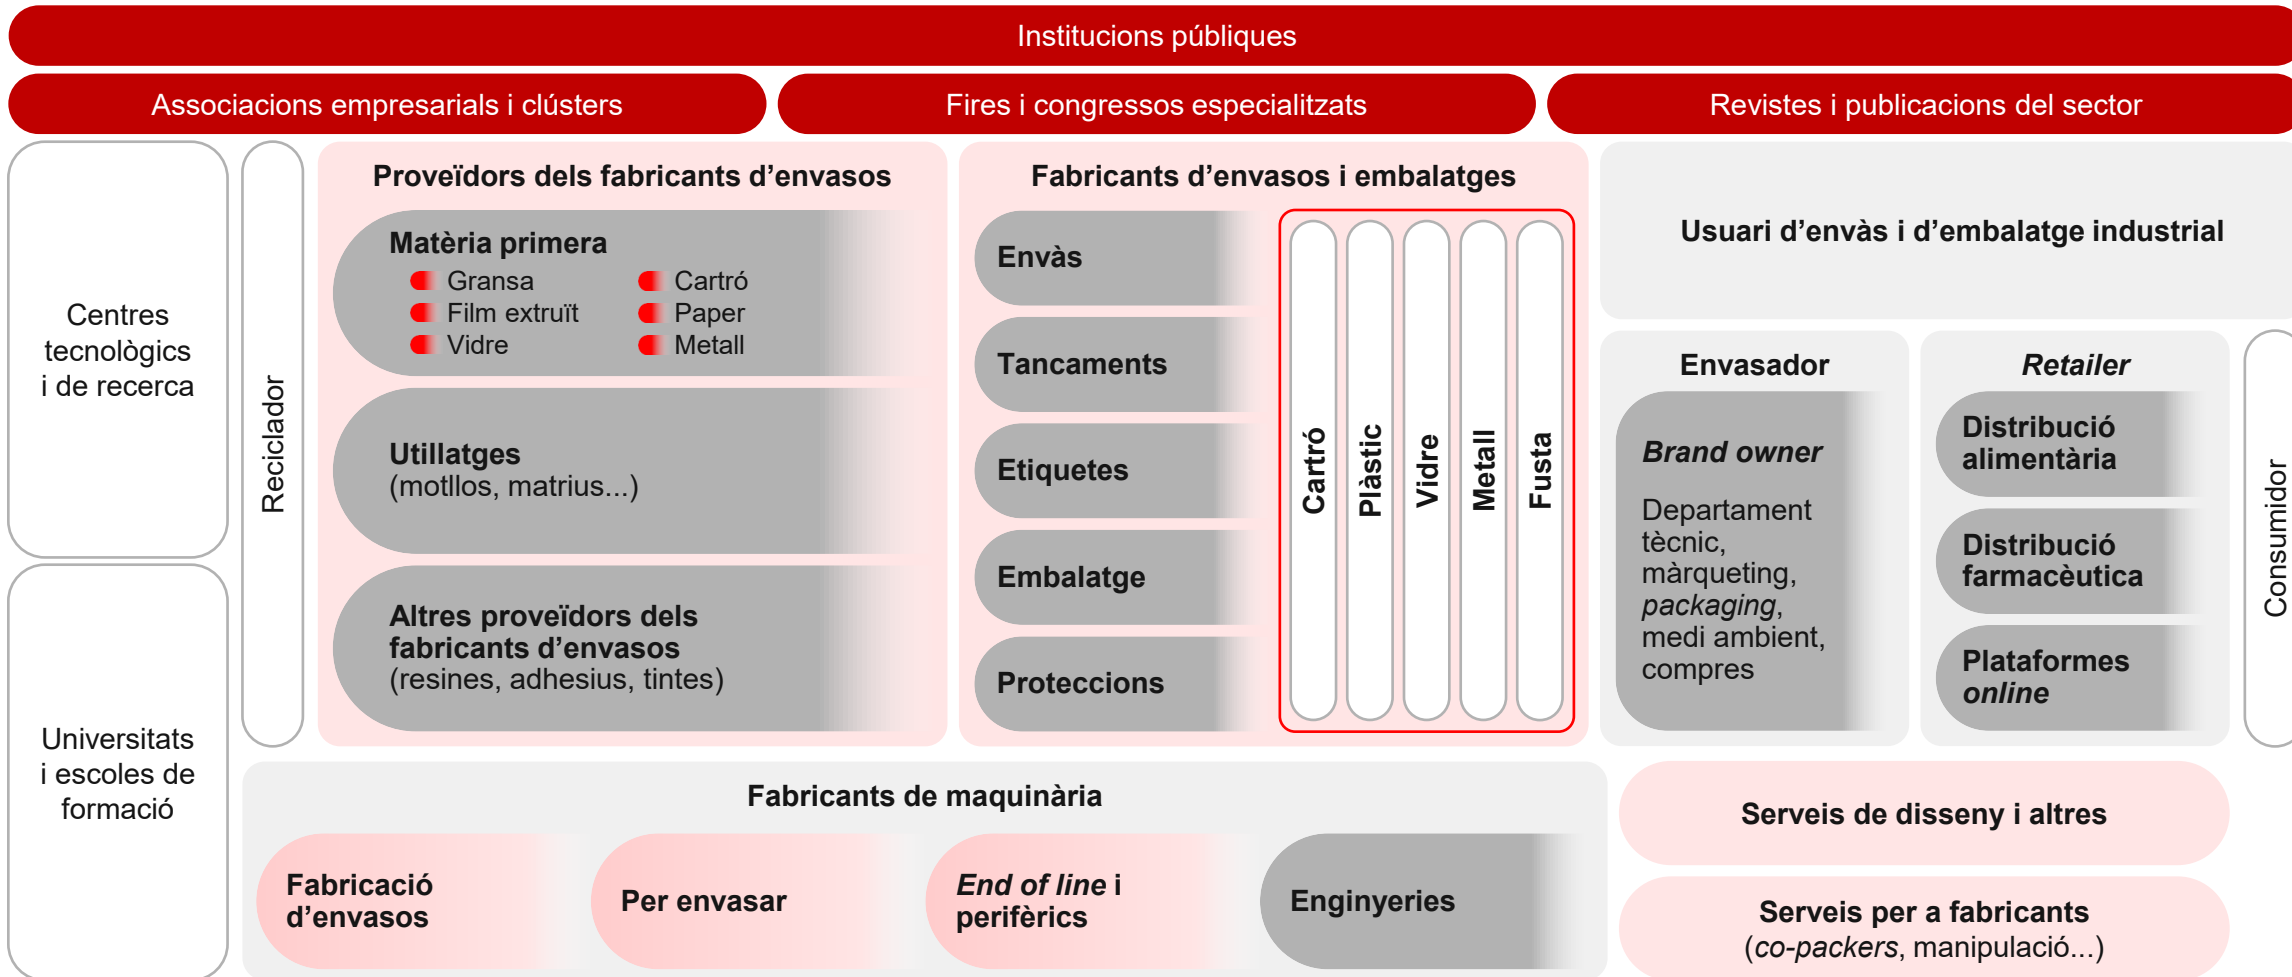 Institucions públiques
Associacions empresarials i clústers
Fires i congressos especialitzats
Revistes i publicacions del sector
Centres
tecnològics
i de recerca
Universitats
i escoles de
formació
Reciclador
Proveïdors dels fabricants d’envasos
Matèria primera
Gransa
Film extruït
Vidre
Cartró
Paper
Metall
Utillatges
(motllos, matrius...)
Altres proveïdors dels
fabricants d’envasos
(resines, adhesius, tintes)
Fabricants d’envasos i embalatges
Envàs
Tancaments
Etiquetes
Embalatge
Proteccions
Cartró
Plàstic
Vidre
Metall
Fusta
Usuari d’envàs i d’embalatge industrial
Envasador
Brand owner
Departament
tècnic,
màrqueting,
packaging,
medi ambient,
compres
Retailer
Distribució
alimentària
Distribució
farmacèutica
Plataformes
online
Consumidor
Fabricants de maquinària
Fabricació
d’envasos
Per envasar
End of line i
perifèrics
Enginyeries
Serveis de disseny i altres
Serveis per a fabricants
(co-packers, manipulació...)